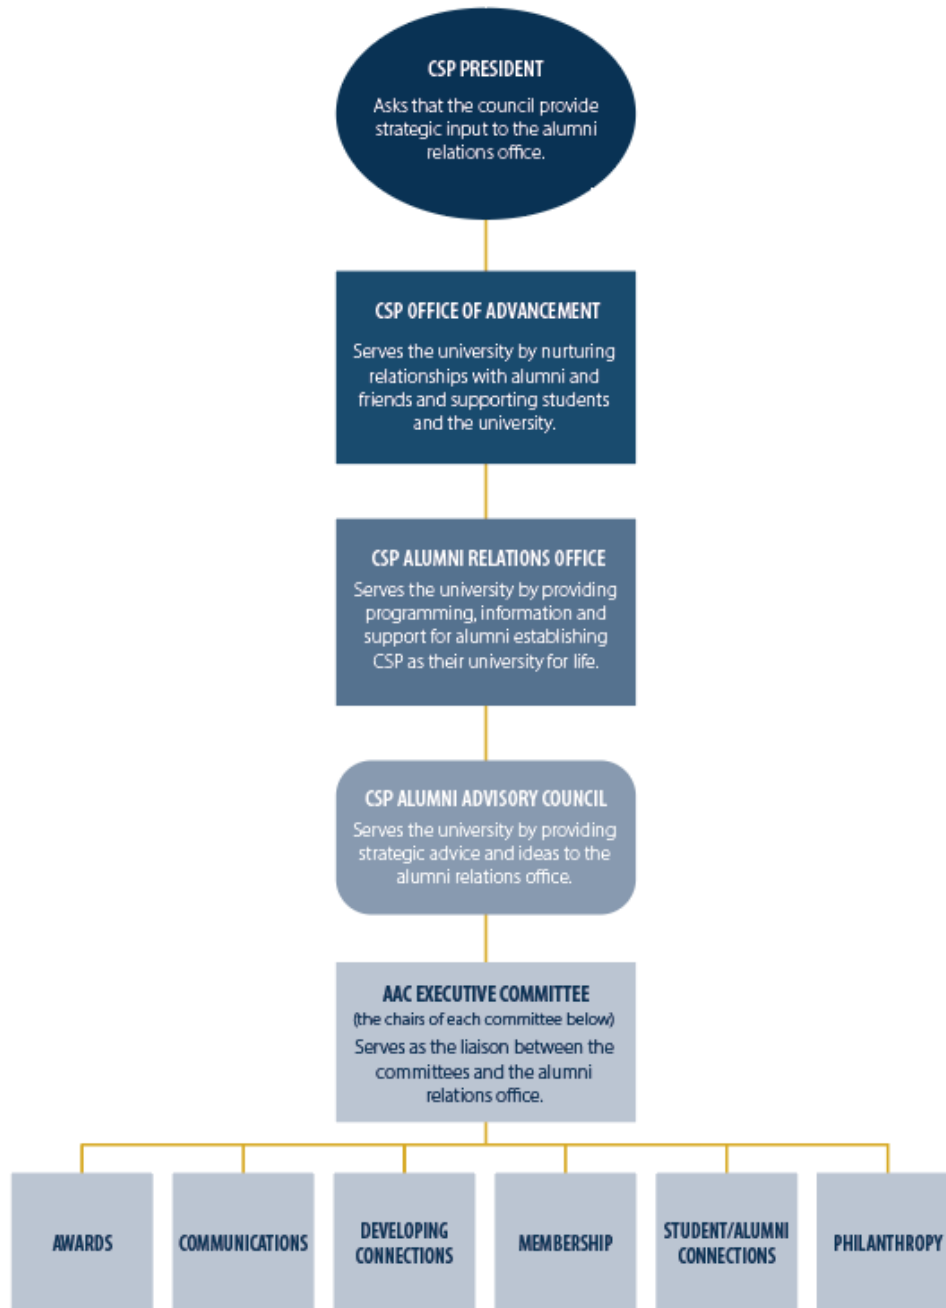 CSP PRESIDENT
Asks that the council provide
strategic input to the alumni
relations office.
CSP OFFICE OF ADVANCEMENT
Serves the university by nurturing
relationships with alumni and
friends and supporting students
and the university.
CSP ALUMNI RELATIONS OFFICE
Serves the university by providing
programming, information and
support for alumni establishing
CSP as their university for life.
CSP ALUMNI ADVISORY COUNCIL
Serves the university by providing
strategic advice and ideas to the
alumni relations office.
AAC EXECUTIVE COMMITTEE
(the chairs of each committee below)
Serves as the liaison between the
committees and the alumni
relations office.
AWARDS
COMMUNICATIONS
DEVELOPING
CONNECTIONS
MEMBERSHIP
STUDENT/ALUMNI
CONNECTIONS
PHILANTHROPY